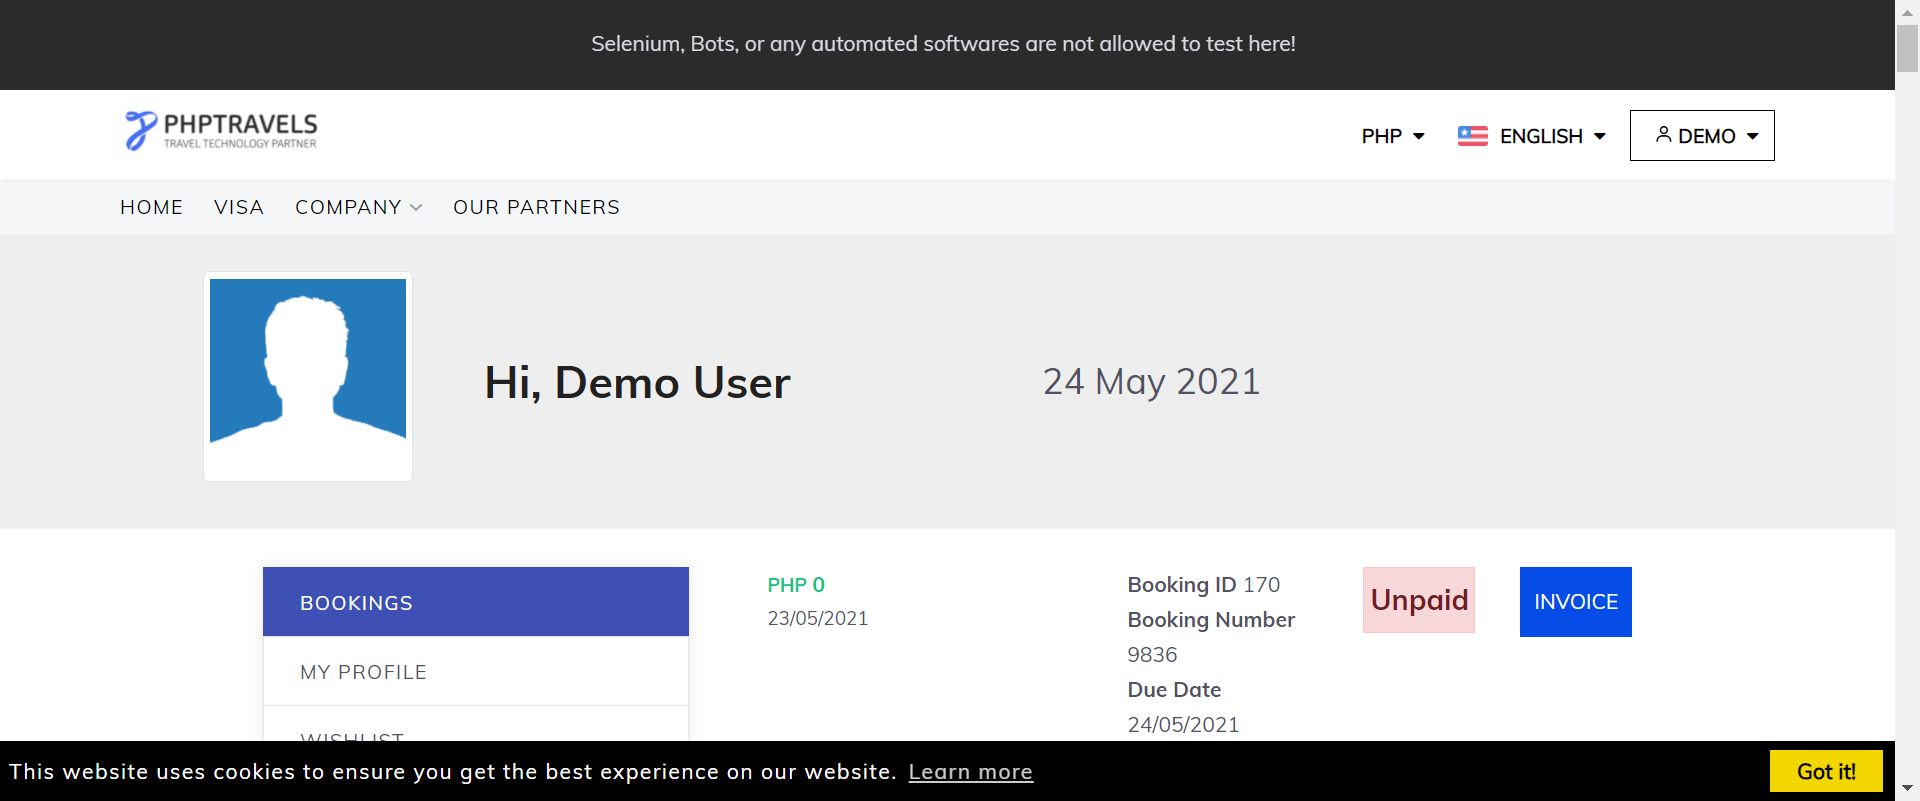 Selenium, Bots, or any automated softwares are not allowed to test here!
PHPTRAVELS
TRAVEL TECHNOLOGY PARTNER
PHP
ENGLISH
DEMO
HOME
VISA
COMPANY
OUR PARTNERS
Hi, Demo User
24 May 2021
BOOKINGS
MY PROFILE
WISHLIST
PHP 0
23/05/2021
Booking ID 170
Booking Number
9836
Due Date
24/05/2021
Unpaid
INVOICE
This website uses cookies to ensure you get the best experience on our website. Learn more
Got it!